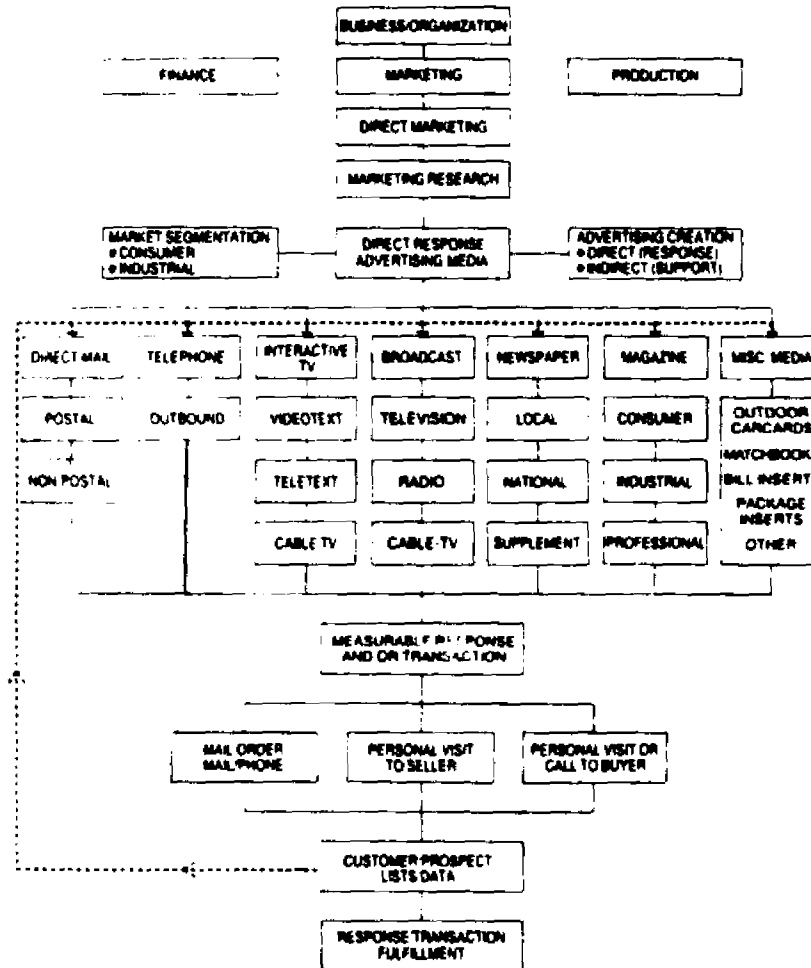 BUSINESS/ORGANIZATION
FINANCE
MARKETING
PRODUCTION
DIRECT MARKETING
MARKETING RESEARCH
MARKET SEGMENTATION
CONSUMER
INDUSTRIAL
DIRECT RESPONSE
ADVERTISING MEDIA
ADVERTISING CREATION
DIRECT (RESPONSE)
INDIRECT (SUPPORT)
DIRECT MAIL
TELEPHONE
INTERACTIVE
TV
BROADCAST
NEWSPAPER
MAGAZINE
MISC MEDIA
POSTAL
OUTBOUND
VIDEOTEXT
TELEVISION
LOCAL
CONSUMER
OUTDOOR
CARCARDS
NON POSTAL
TELETEXT
RADIO
NATIONAL
INDUSTRIAL
MATCHBOOK
BILL INSERT
PACKAGE
INSERTS
CABLE TV
CABLE-TV
SUPPLEMENT
PROFESSIONAL
OTHER
MEASURABLE RESPONSE
AND OR TRANSACTION
MAIL ORDER
MAIL/PHONE
PERSONAL VISIT
TO SELLER
PERSONAL VISIT OR
CALL TO BUYER
CUSTOMER PROSPECT
LISTS DATA
RESPONSE TRANSACTION
FULFILLMENT